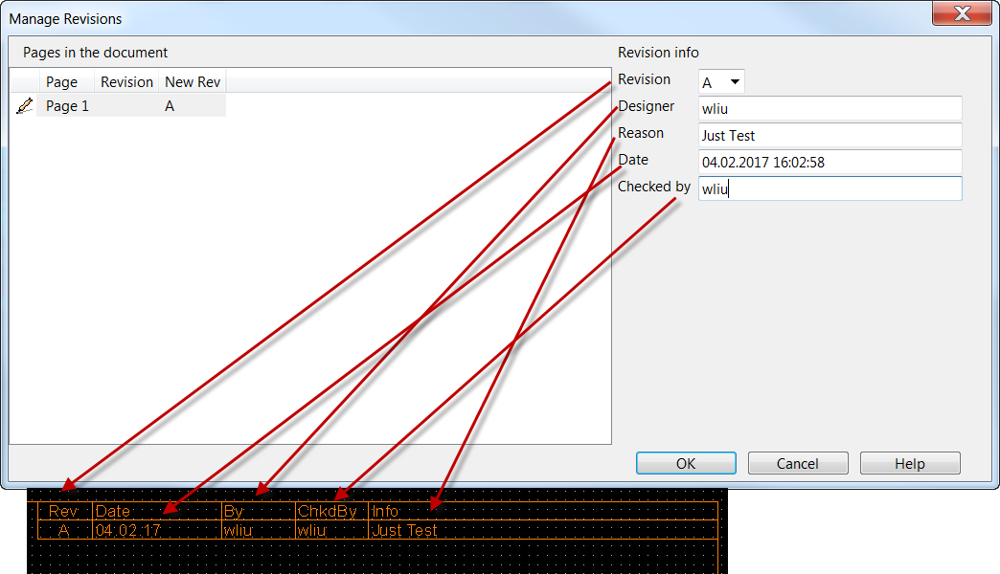 Manage Revisions
Pages in the document
Page Revision New Rev
Page 1 A
Revision info
Revision A
Designer wliu
Reason Just Test
Date 04.02.2017 16:02:58
Checked by wliu
OK Cancel Help
Rev Date By ChkdBy Info
A 04.02.17 wliu wliu Just Test